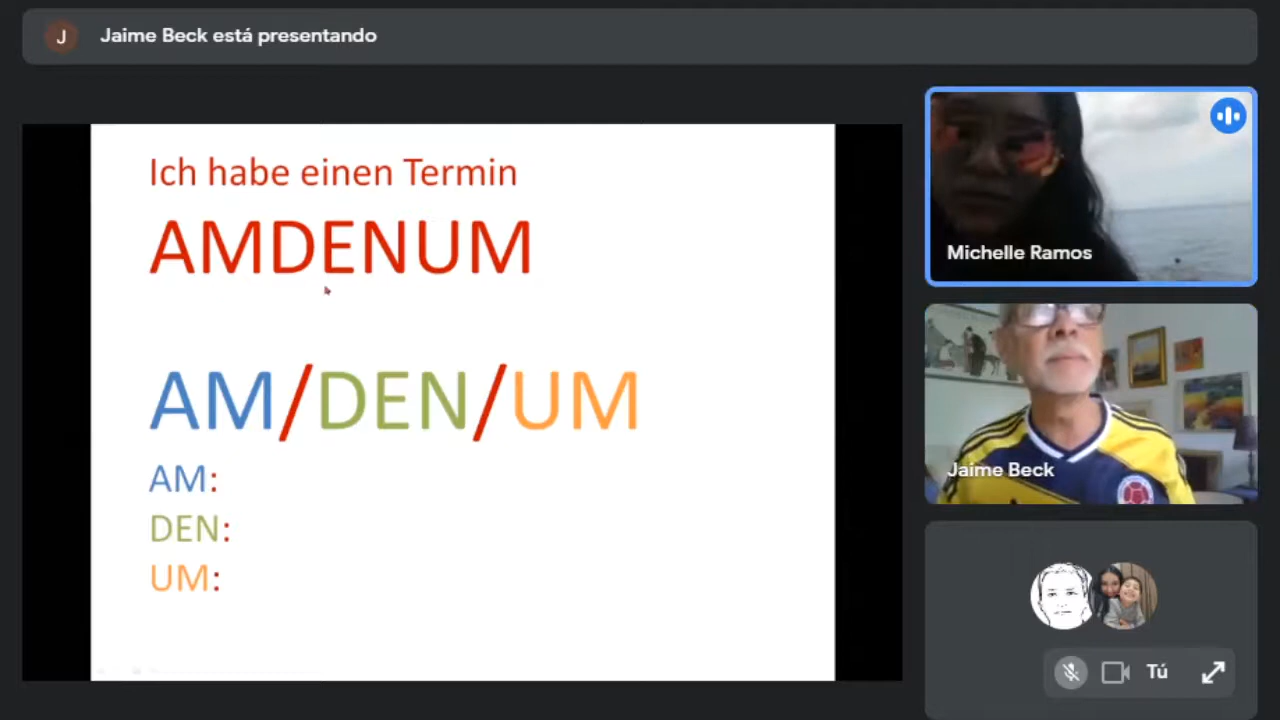 J
Jaime Beck está presentando
Ich habe einen Termin
AMDENUM
AM/DEN/UM
AM:
DEN:
UM:
Michelle Ramos
Jaime Beck
Tú